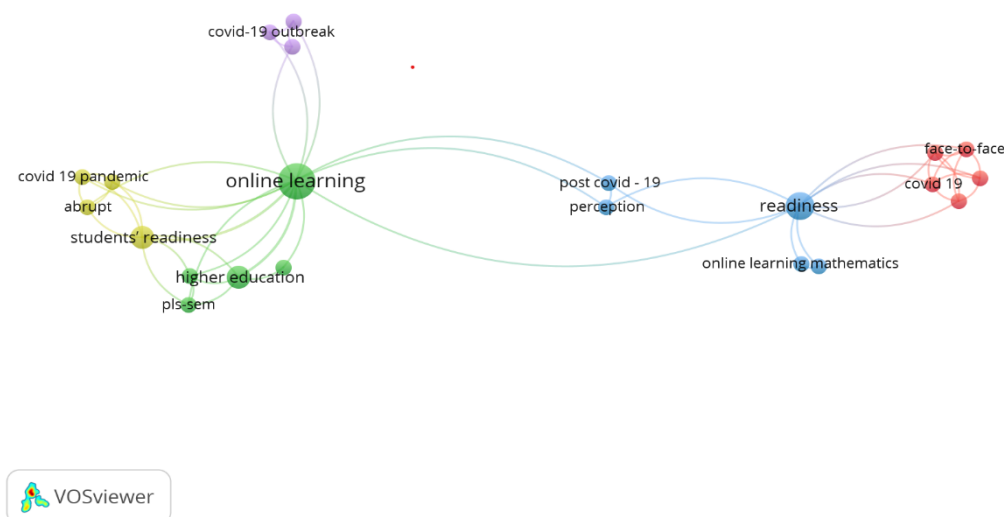 covid-19 outbreak
face-to-face
covid 19 pandemic
online learning
post covid - 19
covid 19
abrupt
perception
readiness
students’ readiness
online learning mathematics
higher education
pls-sem
VOSviewer